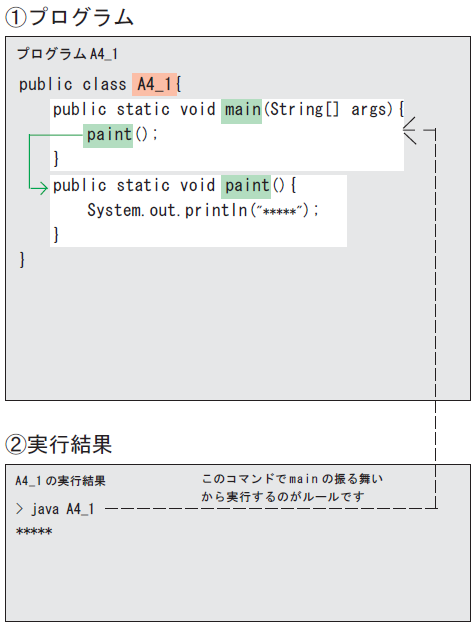 ①プログラム
プログラム A4_1
public class A4_1{
public static void main(String[] args){
paint();
}
public static void paint(){
System.out.println("*****");
}
}
②実行結果
A4_1 の実行結果
このコマンドで main の振る舞い
から実行するのがルールです
> java A4_1
*****